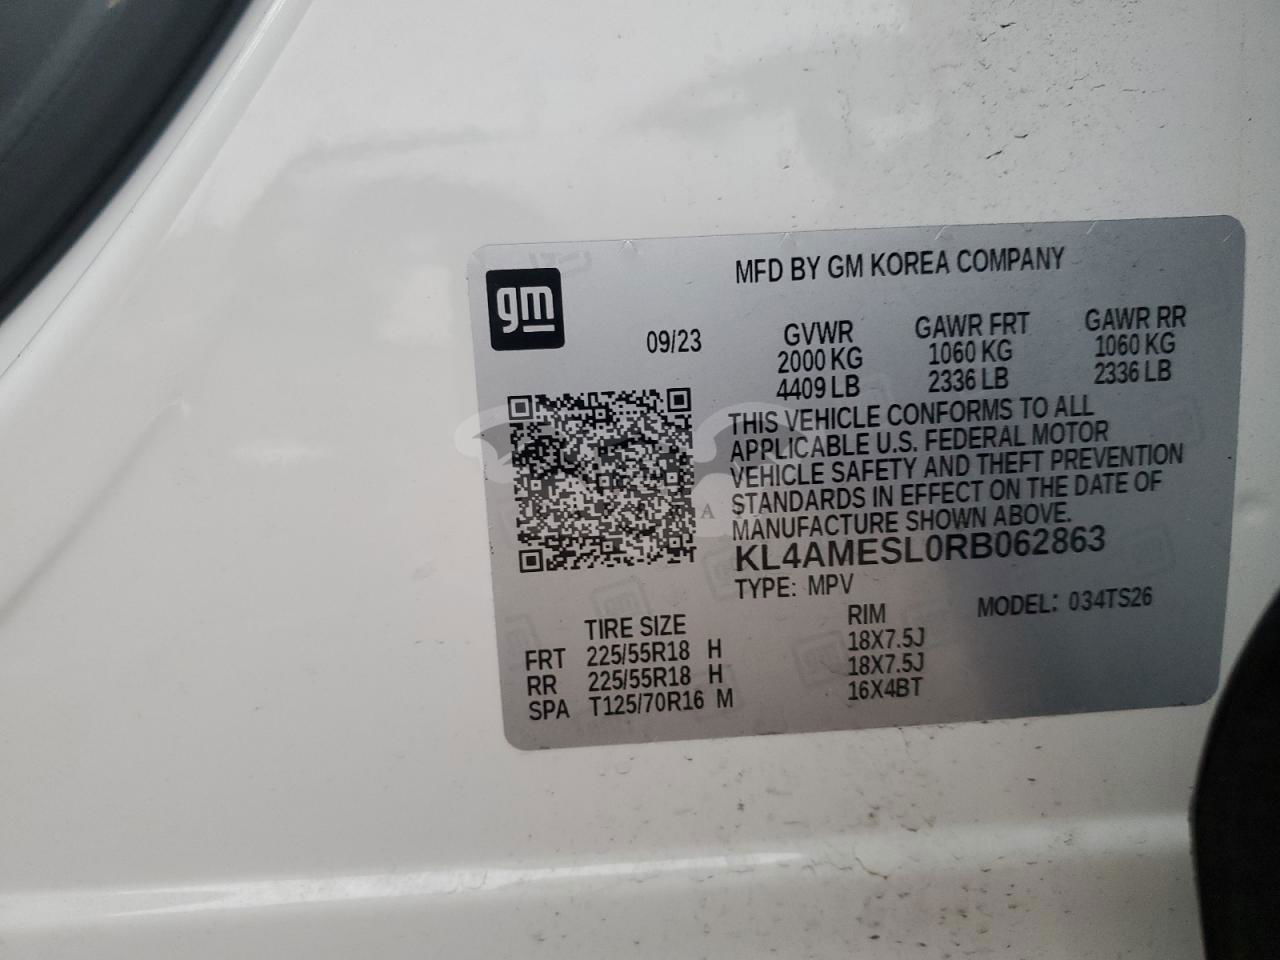 MFD BY GM KOREA COMPANY
gm
09/23
GVWR GAWR FRT GAWR RR
2000 KG 1060 KG 1060 KG
4409 LB 2336 LB 2336 LB
THIS VEHICLE CONFORMS TO ALL
APPLICABLE U.S. FEDERAL MOTOR
VEHICLE SAFETY AND THEFT PREVENTION
STANDARDS IN EFFECT ON THE DATE OF
MANUFACTURE SHOWN ABOVE.
KL4AMESL0RB062863
TYPE: MPV MODEL: 034TS26
TIRE SIZE RIM
FRT 225/55R18 H 18X7.5J
RR 225/55R18 H 18X7.5J
SPA T125/70R16 M 16X4BT